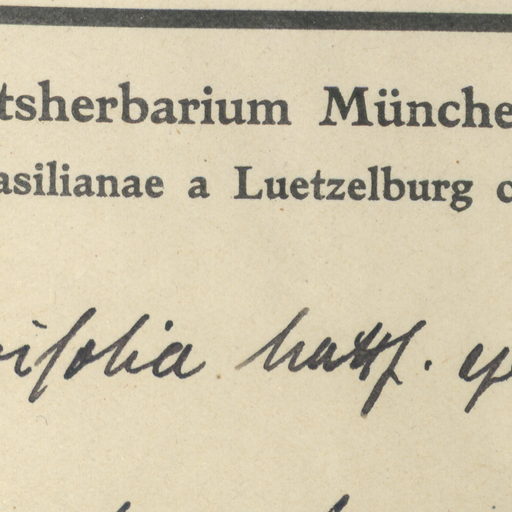 tsherbarium Münche
asilianae a Luetzelburg c
ifolia Mattf.